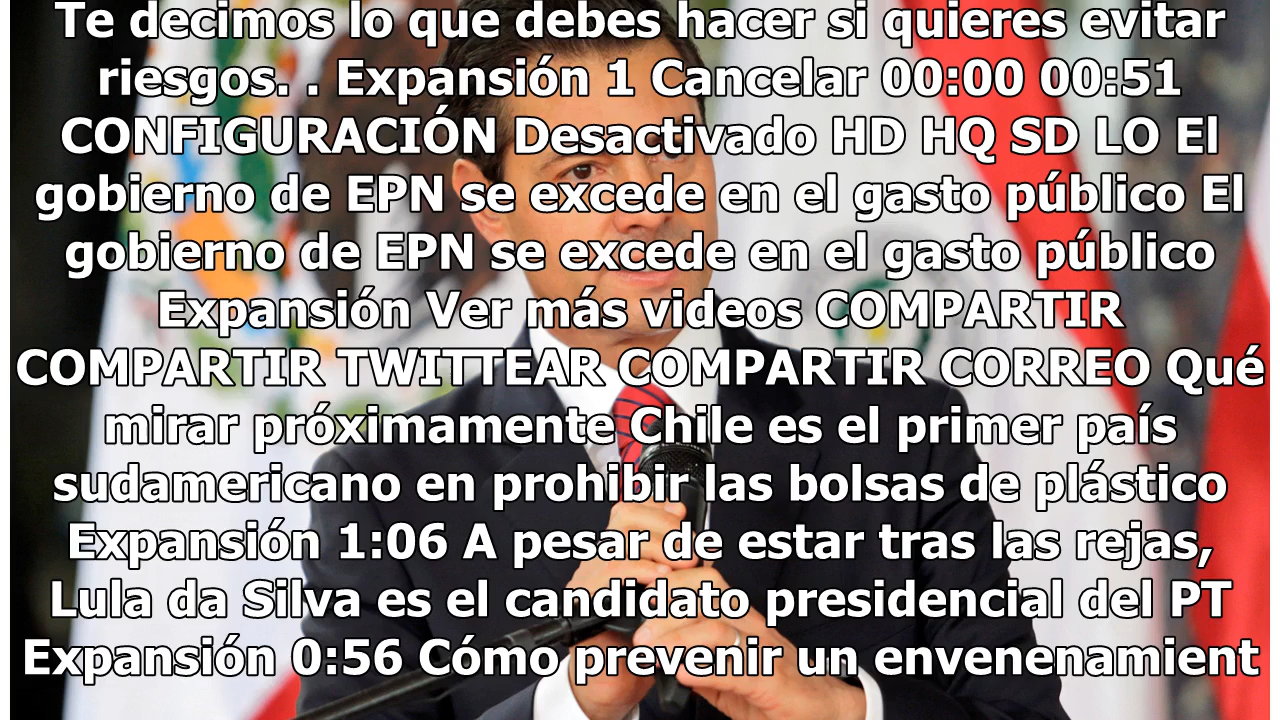 Te decimos lo que debes hacer si quieres evitar
riesgos. . Expansión 1 Cancelar 00:00 00:51
CONFIGURACIÓN Desactivado HD HQ SD LO El
gobierno de EPN se excede en el gasto público El
gobierno de EPN se excede en el gasto público
Expansión Ver más videos COMPARTIR
COMPARTIR TWITTEAR COMPARTIR CORREO Qué
mirar próximamente Chile es el primer país
sudamericano en prohibir las bolsas de plástico
Expansión 1:06 A pesar de estar tras las rejas,
Lula da Silva es el candidato presidencial del PT
Expansión 0:56 Cómo prevenir un envenenamient